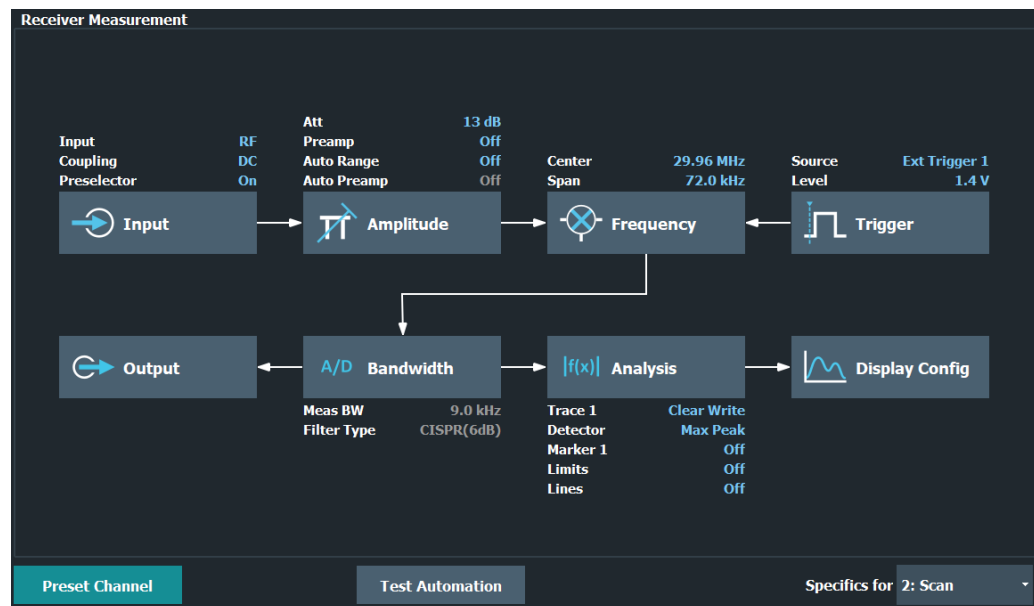 Receiver Measurement
Att 13 dB
Input RF Preamp Off
Coupling DC Auto Range Off Center 29.96 MHz Source Ext Trigger 1
Preselector On Auto Preamp Off Span 72.0 kHz Level 1.4 V
Input Amplitude Frequency Trigger
Output A/D Bandwidth |f(x)| Analysis Display Config
Meas BW 9.0 kHz Trace 1 Clear Write
Filter Type CISPR(6dB) Detector Max Peak
Marker 1 Off
Limits Off
Lines Off
Preset Channel Test Automation Specifics for 2: Scan